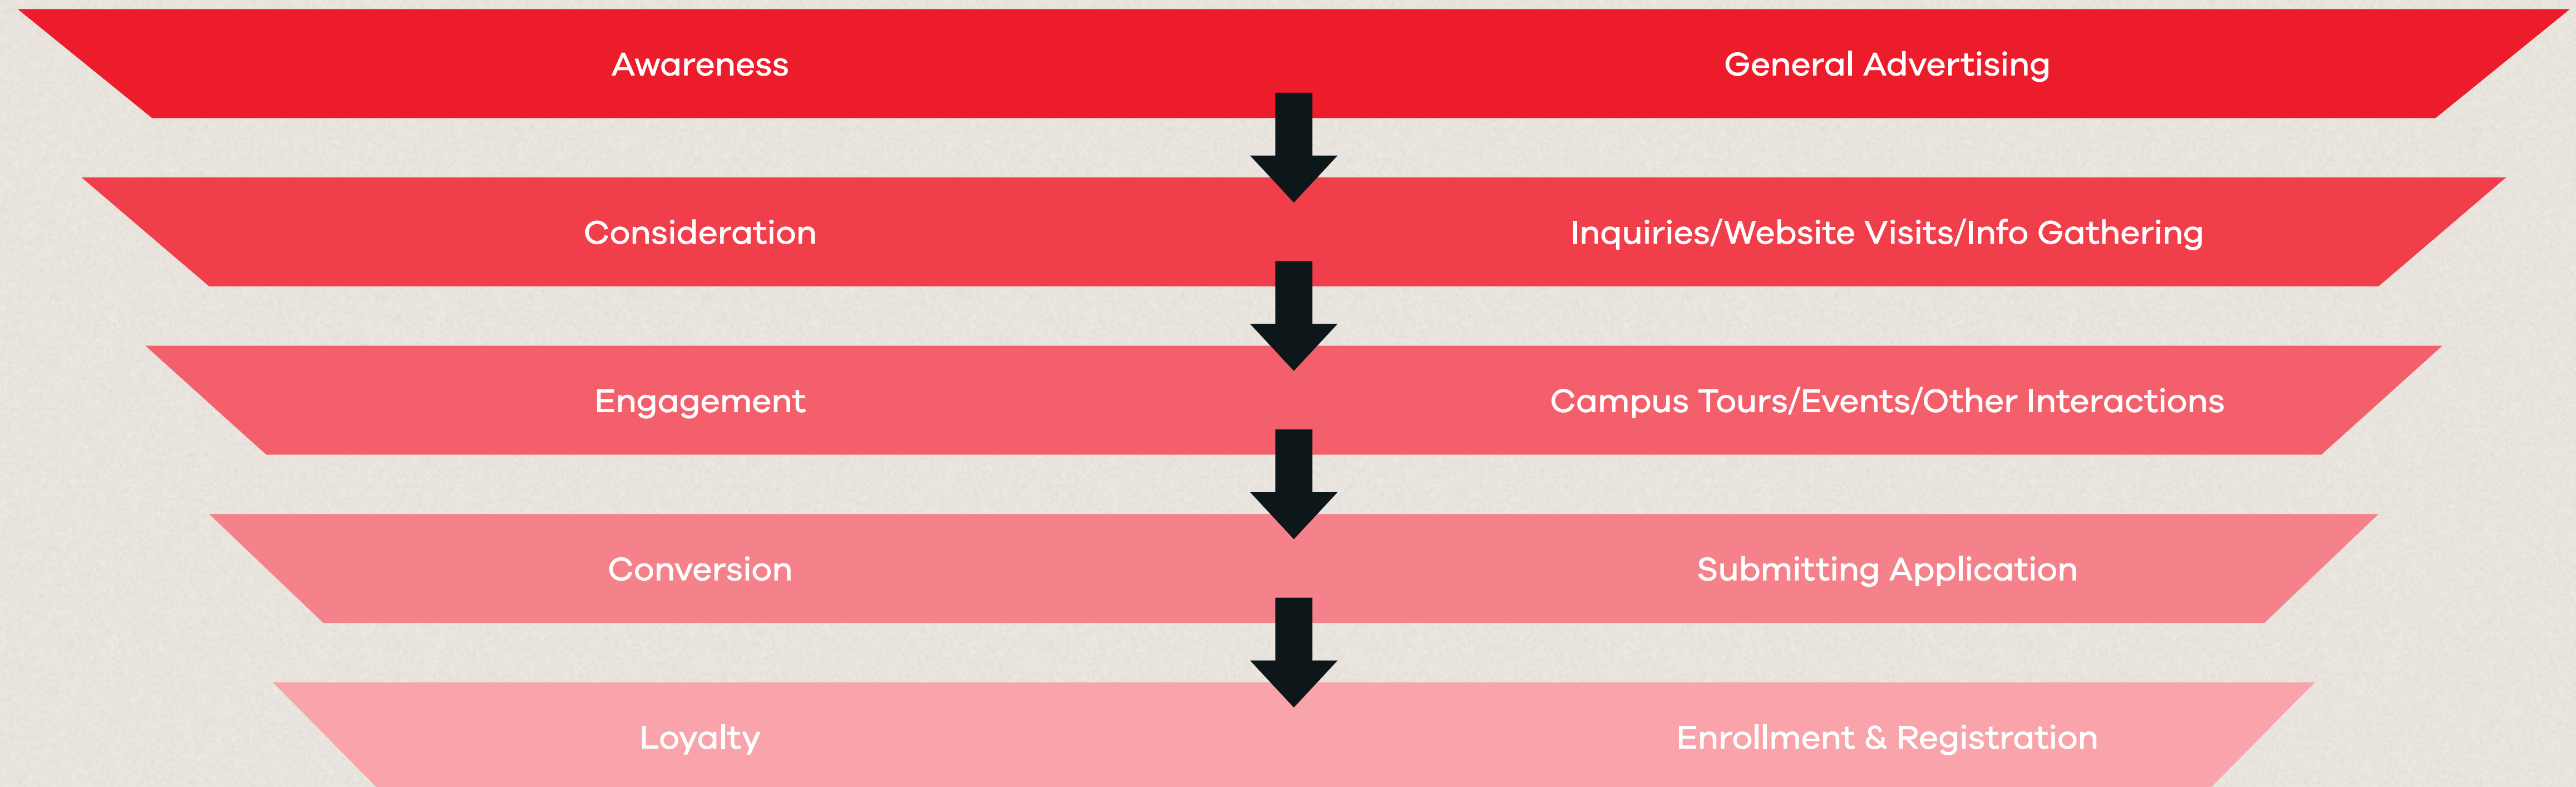 Awareness
General Advertising
Consideration
Inquiries/Website Visits/Info Gathering
Engagement
Campus Tours/Events/Other Interactions
Conversion
Submitting Application
Loyalty
Enrollment & Registration